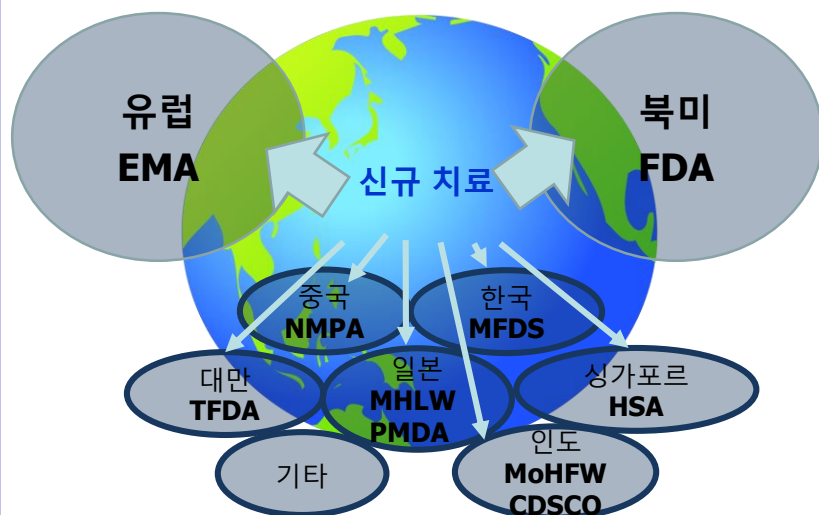 유럽
EMA
북미
FDA
신규 치료
중국
NMPA
한국
MFDS
대만
TFDA
일본
MHLW
PMDA
싱가포르
HSA
기타
인도
MoHFW
CDSCO